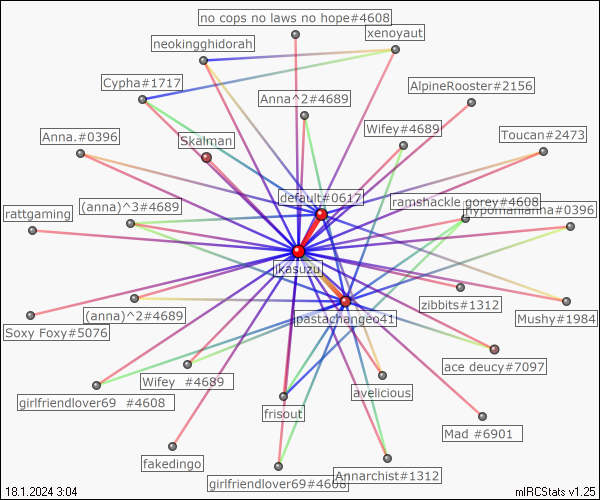 no cops no laws no hope#4608
xenoyaut
neokingghidorah
Cypha#1717
AlpineRooster#2156
Anna^2#4689
Wifey#4689
Toucan#2473
Anna.#0396
Skalman
default#0617
ramshackle gorey#4608
hypomanianna#0396
(anna)^3#4689
rattgaming
jkasuzu
zibbits#1312
Mushy#1984
(anna)^2#4689
pastachangeo41
Soxy Foxy#5076
ace deucy#7097
Wifey  #4689
avelicious
girlfriendlover69  #4608
frisout
Mad #6901
fakedingo
Annarchist#1312
girlfriendlover69#4608
18.1.2024 3:04
mIRCStats v1.25